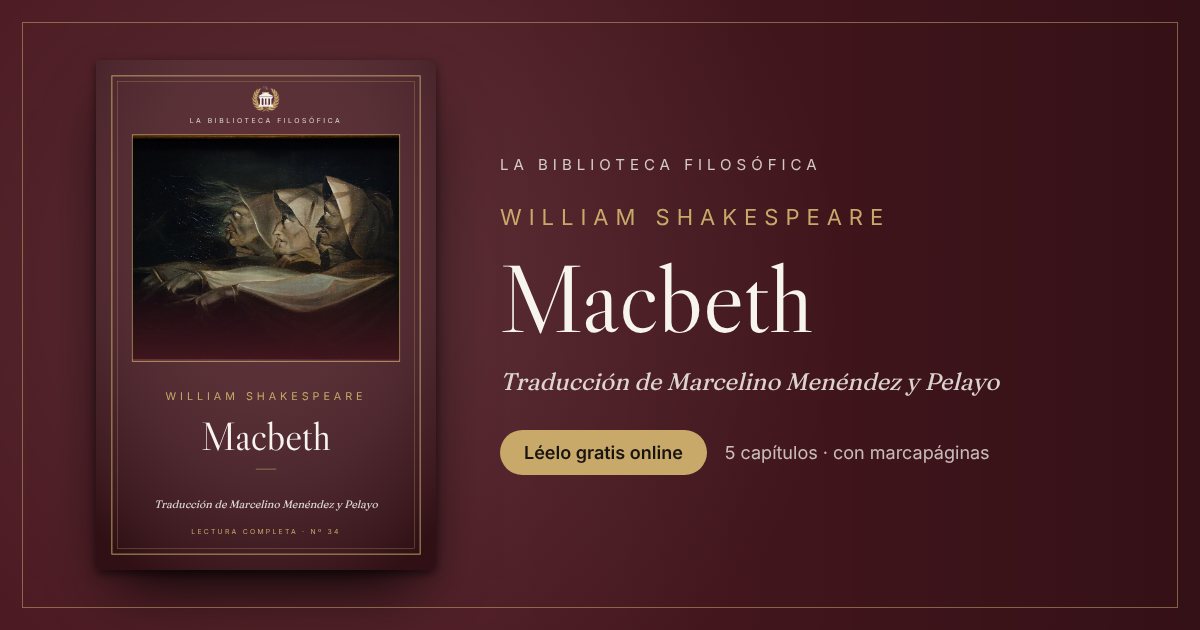 LA BIBLIOTECA FILOSÓFICA
WILLIAM SHAKESPEARE
Macbeth
Traducción de Marcelino Menéndez y Pelayo
LECTURA COMPLETA · Nº 34
LA BIBLIOTECA FILOSÓFICA
WILLIAM SHAKESPEARE
Macbeth
Traducción de Marcelino Menéndez y Pelayo
Léelo gratis online
5 capítulos · con marcapáginas